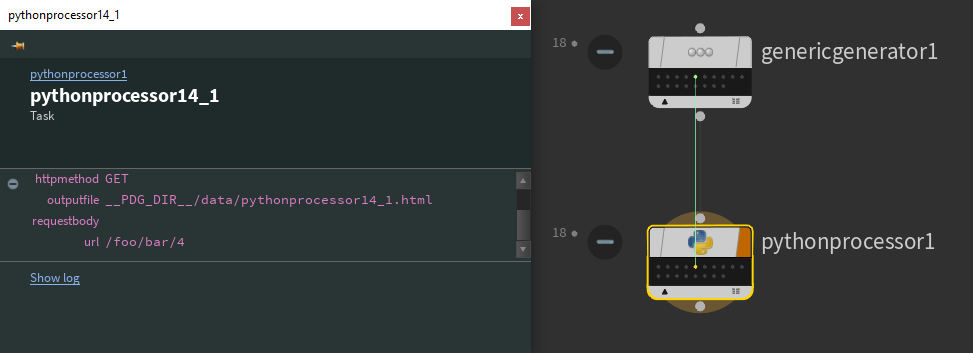 pythonprocessor14_1
x
pythonprocessor1
pythonprocessor14_1
Task
httpmethod GET
outputfile __PDG_DIR__/data/pythonprocessor14_1.html
requestbody
url /foo/bar/4
Show log
18
genericgenerator1
18
pythonprocessor1